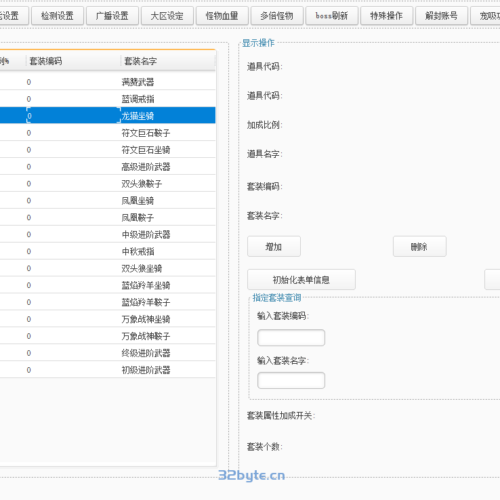 设置
检测设置
广播设置
大区设定
怪物血量
多倍怪物
boss刷新
特殊操作
解封账号
宠吸
例% 套装编码 套装名字
0 满赞武器
0 蓝调戒指
0 龙猫坐骑
0 符文巨石鞍子
0 符文巨石坐骑
0 高级进阶武器
0 双头狼鞍子
0 凤凰坐骑
0 凤凰鞍子
0 中级进阶武器
0 中秋戒指
0 双头狼坐骑
0 蓝焰羚羊坐骑
0 蓝焰羚羊鞍子
0 万象战神坐骑
0 万象战神鞍子
0 终级进阶武器
0 初级进阶武器
显示操作
道具代码:
道具代码:
加成比例:
道具名字:
套装编码:
套装名字:
增加
删除
初始化表单信息
指定套装查询
输入套装编码:
输入套装名字:
套装属性加成开关:
套装个数:
32byte.cn